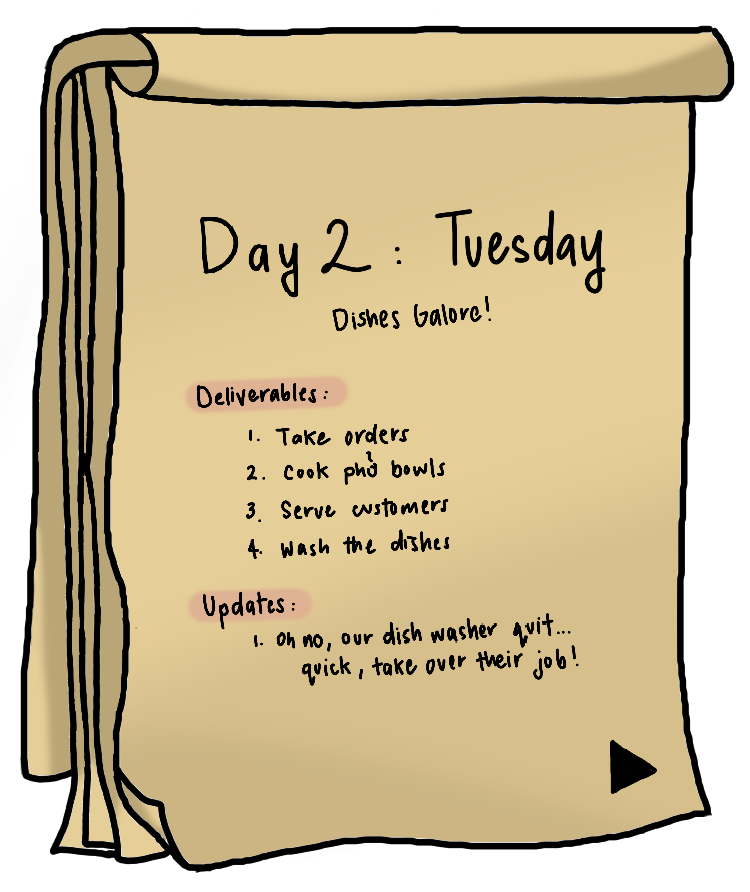 Day 2 : Tuesday
Dishes Galore!
Deliverables:
1. Take orders
2. Cook phở bowls
3. Serve customers
4. Wash the dishes
Updates:
1. Oh no, our dish washer quit...
quick, take over their job!